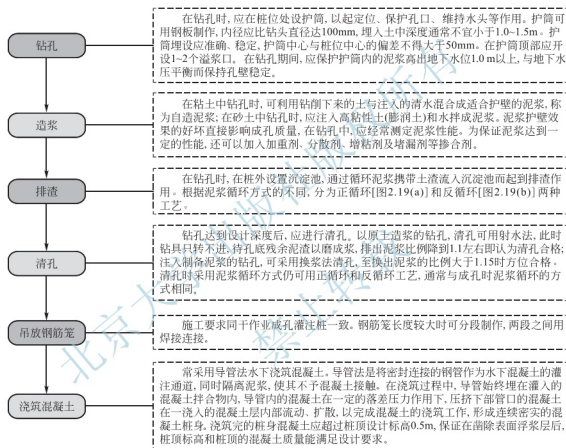 钻孔
在钻孔时,应在桩位处设护筒,以起定位、保护孔口、维持水头等作用。护筒可
用钢板制作,内径应比钻头直径达100mm,埋入土中深度通常不宜小于1.0~1.5m。护
筒埋设应准确、稳定,护筒中心与桩位中心的偏差不得大于50mm。在护筒顶部应开
设1~2个溢浆口。在钻孔期间,应保护护筒内的泥浆高出地下水位1.0 m以上,与地下水
压平衡而保持孔壁稳定。
造浆
在粘土中钻孔时,可利用钻削下来的土与注入的清水混合成适合护壁的泥浆,称
为自造泥浆;在砂土中钻孔时,应注入高粘性土(膨润土)和水拌成泥浆。泥浆护壁效
果的好坏直接影响成孔质量,在钻孔中,应经常测定泥浆性能。为保证泥浆达到一
定的性能,还可以加入加重剂、分散剂、增粘剂及堵漏剂等掺合剂。
排渣
在钻孔时,在桩外设置沉淀池,通过循环泥浆携带土渣流入沉淀池而起到排渣作
用。根据泥浆循环方式的不同,分为正循环[图2.19(a)]和反循环[图2.19(b)]两种
工艺。
清孔
钻孔达到设计深度后,应进行清孔。以原土造浆的钻孔,清孔可用射水法,此时
钻具只转不进,待孔底残余泥渣以磨成浆,排出泥浆比例降到1.1左右即认为清孔合格;
注入制备泥浆的钻孔,可采用换浆法清孔,至换出泥浆的比例大于1.15时方位合格。
清孔时采用泥浆循环方式仍可用正循环和反循环工艺,通常与成孔时泥浆循环的方
式相同。
吊放钢筋笼
施工要求同干作业成孔灌注桩一致。钢筋笼长度较大时可分段制作,两段之间用
焊接连接。
浇筑混凝土
常采用导管法水下浇筑混凝土。导管法是将密封连接的钢管作为水下混凝土的灌
注通道,同时隔离泥浆,使其不予混凝土接触。在浇筑过程中,导管始终埋在灌入的
混凝土拌合物内,导管内的混凝土在一定的落差压力作用下,压挤下部管口的混凝土
在一浇入的混凝土层内部流动、扩散,以完成混凝土的浇筑工作,形成连续密实的混
凝土桩身。浇筑完的桩身混凝土应超过桩顶设计标高0.5m,保证在凿除表面浮浆层后,
桩顶标高和桩顶的混凝土质量能满足设计要求。